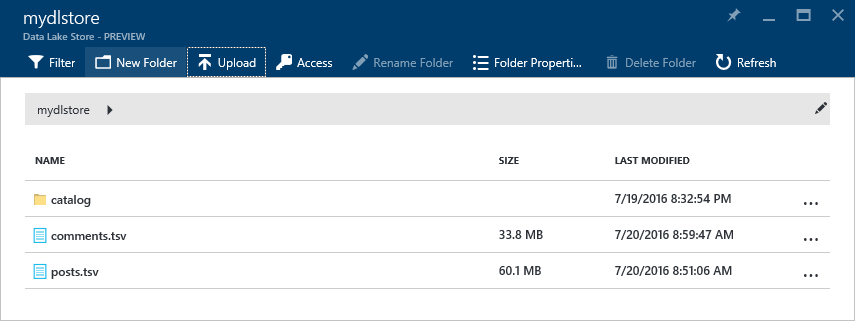 mydlstore
Data Lake Store - PREVIEW
Filter New Folder Upload Access Rename Folder Folder Properti... Delete Folder Refresh
mydlstore
NAME SIZE LAST MODIFIED
catalog 7/19/2016 8:32:54 PM ...
comments.tsv 33.8 MB 7/20/2016 8:59:47 AM ...
posts.tsv 60.1 MB 7/20/2016 8:51:06 AM ...